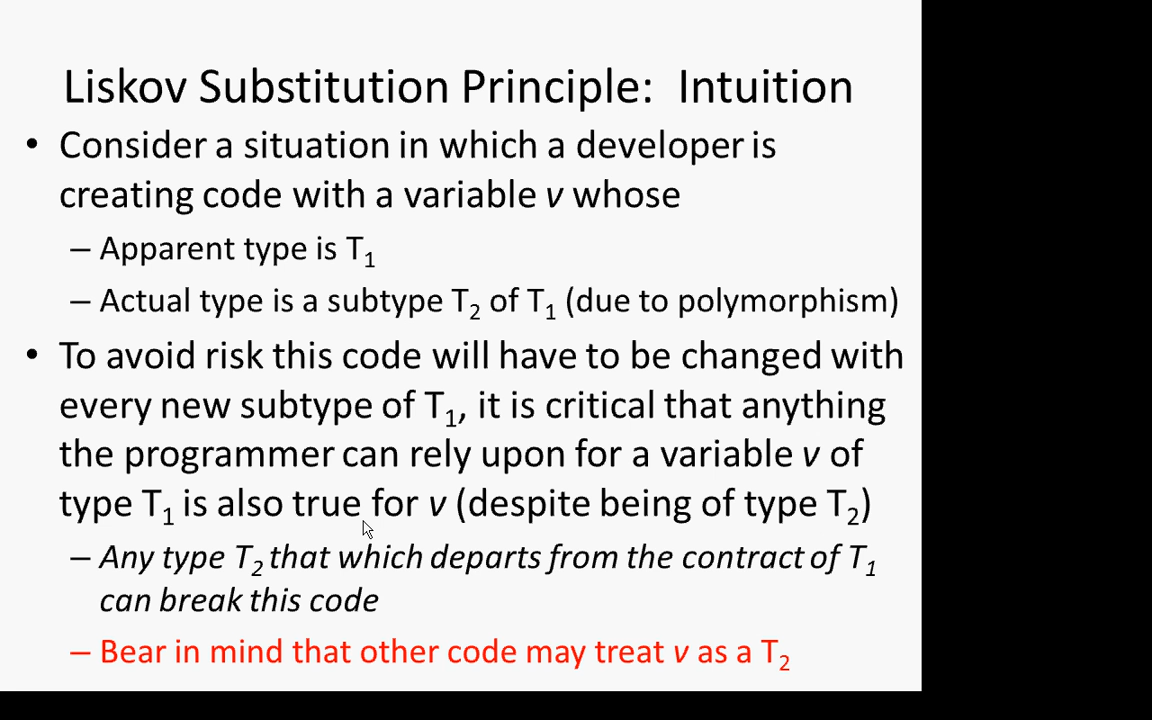 Liskov Substitution Principle: Intuition
• Consider a situation in which a developer is
creating code with a variable v whose
– Apparent type is T1
– Actual type is a subtype T2 of T1 (due to polymorphism)
• To avoid risk this code will have to be changed with
every new subtype of T1, it is critical that anything
the programmer can rely upon for a variable v of
type T1 is also true for v (despite being of type T2)
– Any type T2 that which departs from the contract of T1
can break this code
– Bear in mind that other code may treat v as a T2